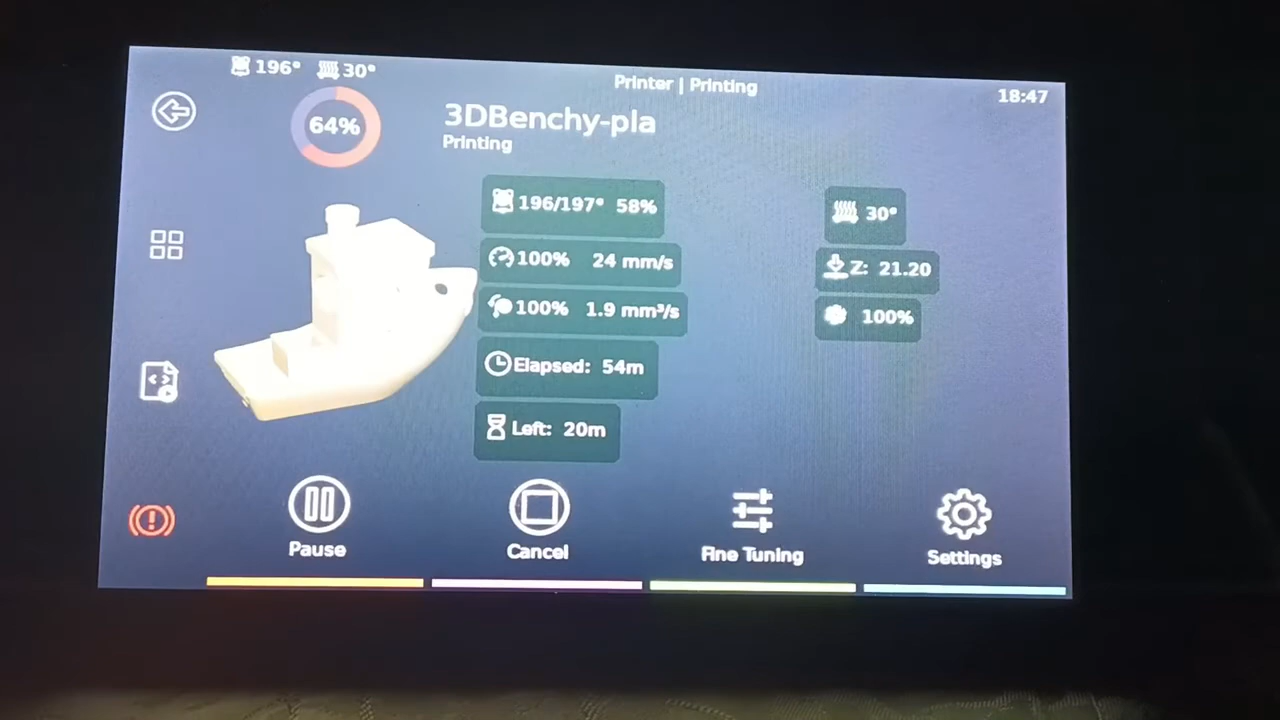 196° 30°
Printer | Printing
18:47
64%
3DBenchy-pla
Printing
196/197° 58%
30°
100% 24 mm/s
Z: 21.20
100% 1.9 mm³/s
100%
Elapsed: 54m
Left: 20m
Pause
Cancel
Fine Tuning
Settings